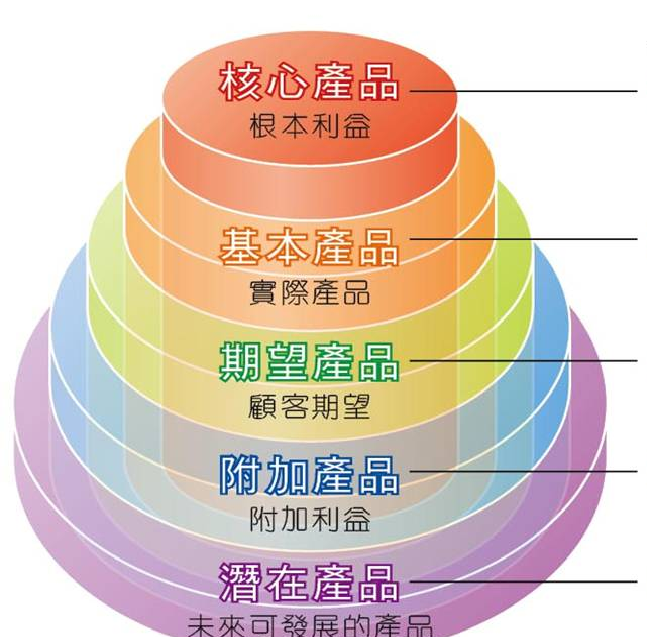 核心產品
根本利益
基本產品
實際產品
期望產品
顧客期望
附加產品
附加利益
潛在產品
未來可發展的產品